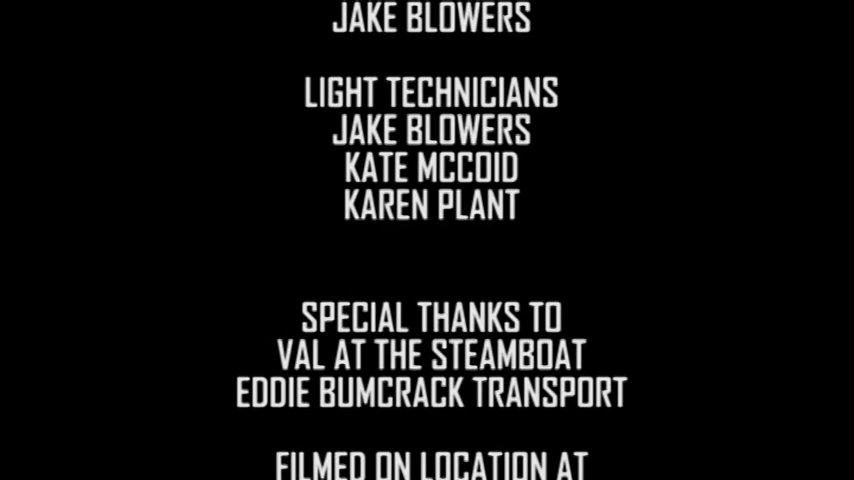 JAKE BLOWERS
LIGHT TECHNICIANS
JAKE BLOWERS
KATE MCCOID
KAREN PLANT
SPECIAL THANKS TO
VAL AT THE STEAMBOAT
EDDIE BUMCRACK TRANSPORT
FILMED ON LOCATION AT